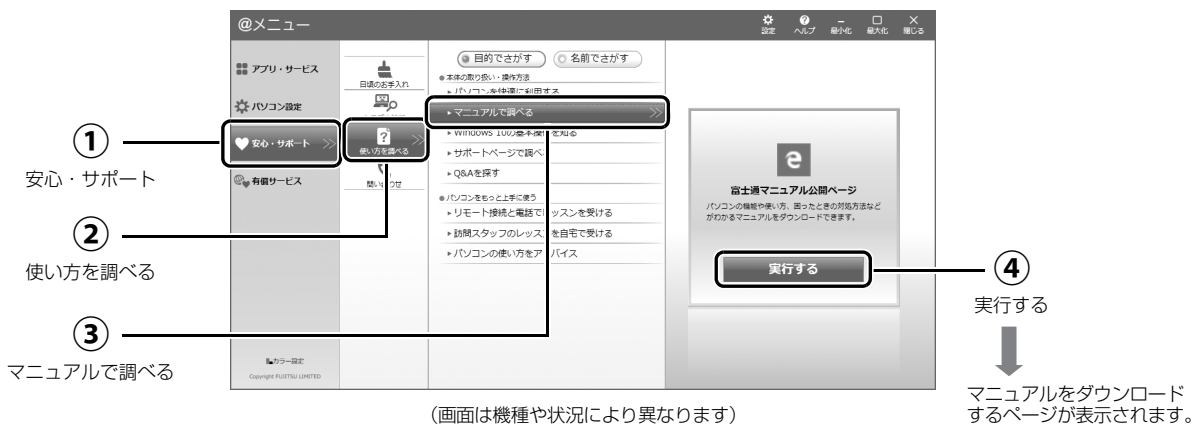 @メニュー
設定 ヘルプ 最小化 最大化 閉じる
アプリ・サービス
パソコン設定
安心・サポート
有償サービス
日頃のお手入れ
使い方を調べる
目的でさがす 名前でさがす
●本体の取り扱い・操作方法
▸パソコンを快適に利用する
▸マニュアルで調べる
▸サポートページで調べ
▸Q&Aを探す
●パソコンをもっと上手に使う
▸リモート接続と電話で ッスンを受ける
▸訪問スタッフのレッス を自宅で受ける
▸パソコンの使い方をア バイス
富士通マニュアル公開ページ
パソコンの機能や使い方、困ったときの対処方法など
がわかるマニュアルをダウンロードできます。
実行する
カラー設定
Copyright FUJITSU LIMITED
①
安心・サポート
②
使い方を調べる
③
マニュアルで調べる
④
実行する
マニュアルをダウンロード
するページが表示されます。
(画面は機種や状況により異なります)